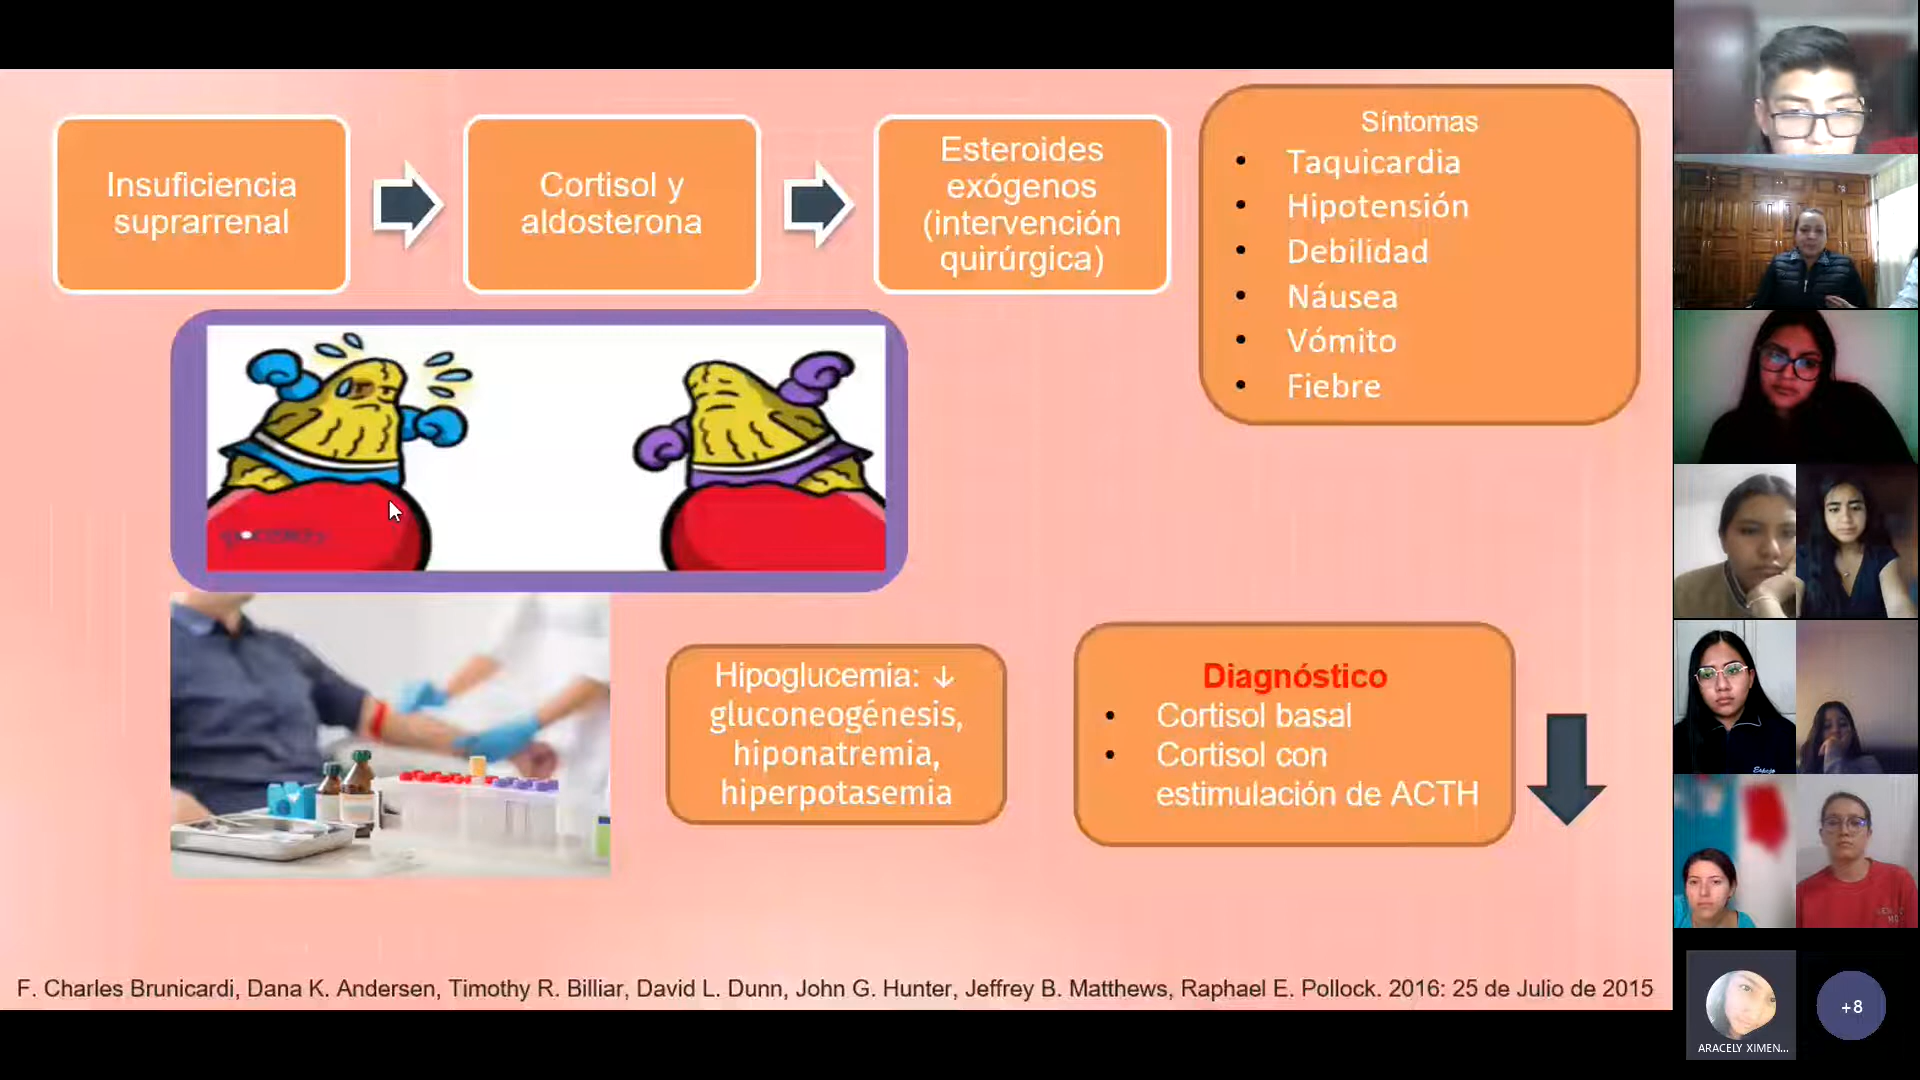 Insuficiencia
suprarrenal
Cortisol y
aldosterona
Esteroides
exógenos
(intervención
quirúrgica)
Síntomas
• Taquicardia
• Hipotensión
• Debilidad
• Náusea
• Vómito
• Fiebre
Hipoglucemia: ↓
gluconeogénesis,
hiponatremia,
hiperpotasemia
Diagnóstico
• Cortisol basal
• Cortisol con
estimulación de ACTH
F. Charles Brunicardi, Dana K. Andersen, Timothy R. Billiar, David L. Dunn, John G. Hunter, Jeffrey B. Matthews, Raphael E. Pollock. 2016: 25 de Julio de 2015
ARACELY XIMEN...
+8